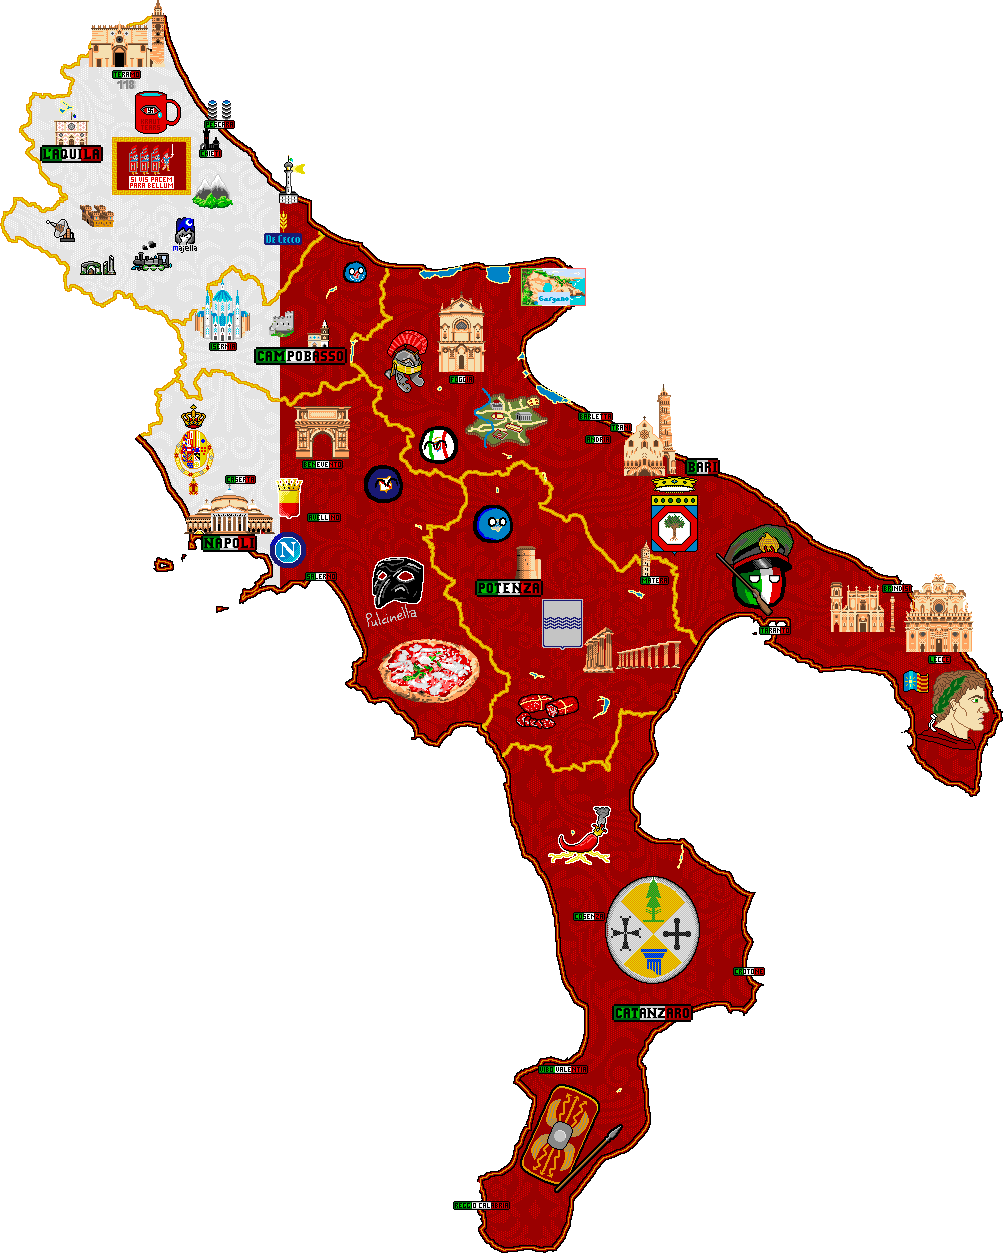 TERAMO
118
PESCARA
CHIETI
L'AQUILA
SI VIS PACEM
PARA BELLUM
majella
De Cecco
Gargano
ISERNIA
CAMPOBASSO
BARLETTA
TRANI
ANDRIA
BARI
BENEVENTO
CASERTA
AVELLINO
NAPOLI
N
SALERNO
POTENZA
MATERA
BRINDISI
TARANTO
Pulcinella
LECCE
COSENZA
CROTONE
CATANZARO
VIBO VALENTIA
REGGIO CALABRIA